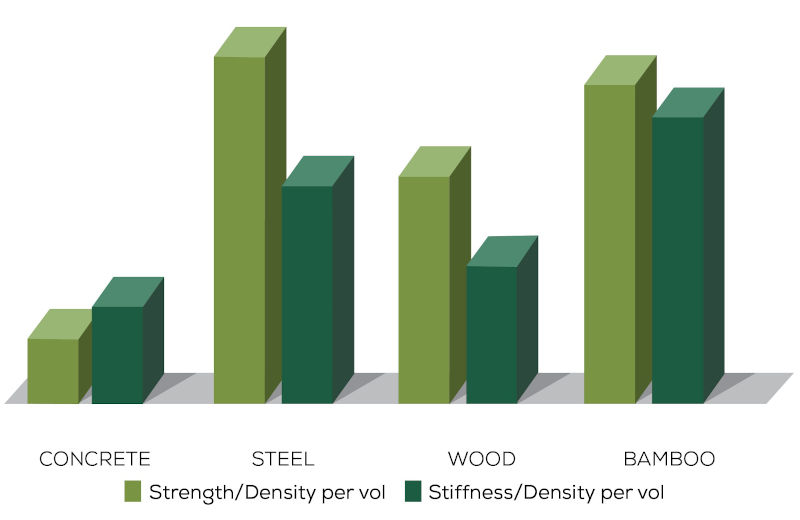 CONCRETE STEEL WOOD BAMBOO
Strength/Density per vol Stiffness/Density per vol